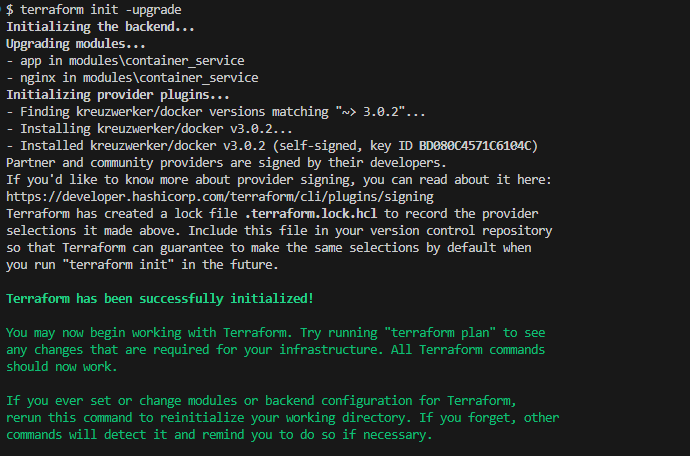 $ terraform init -upgrade
Initializing the backend...
Upgrading modules...
- app in modules\container_service
- nginx in modules\container_service
Initializing provider plugins...
- Finding kreuzwerker/docker versions matching "~> 3.0.2"...
- Installing kreuzwerker/docker v3.0.2...
- Installed kreuzwerker/docker v3.0.2 (self-signed, key ID BD080C4571C6104C)
Partner and community providers are signed by their developers.
If you'd like to know more about provider signing, you can read about it here:
https://developer.hashicorp.com/terraform/cli/plugins/signing
Terraform has created a lock file .terraform.lock.hcl to record the provider
selections it made above. Include this file in your version control repository
so that Terraform can guarantee to make the same selections by default when
you run "terraform init" in the future.
Terraform has been successfully initialized!
You may now begin working with Terraform. Try running "terraform plan" to see
any changes that are required for your infrastructure. All Terraform commands
should now work.
If you ever set or change modules or backend configuration for Terraform,
rerun this command to reinitialize your working directory. If you forget, other
commands will detect it and remind you to do so if necessary.